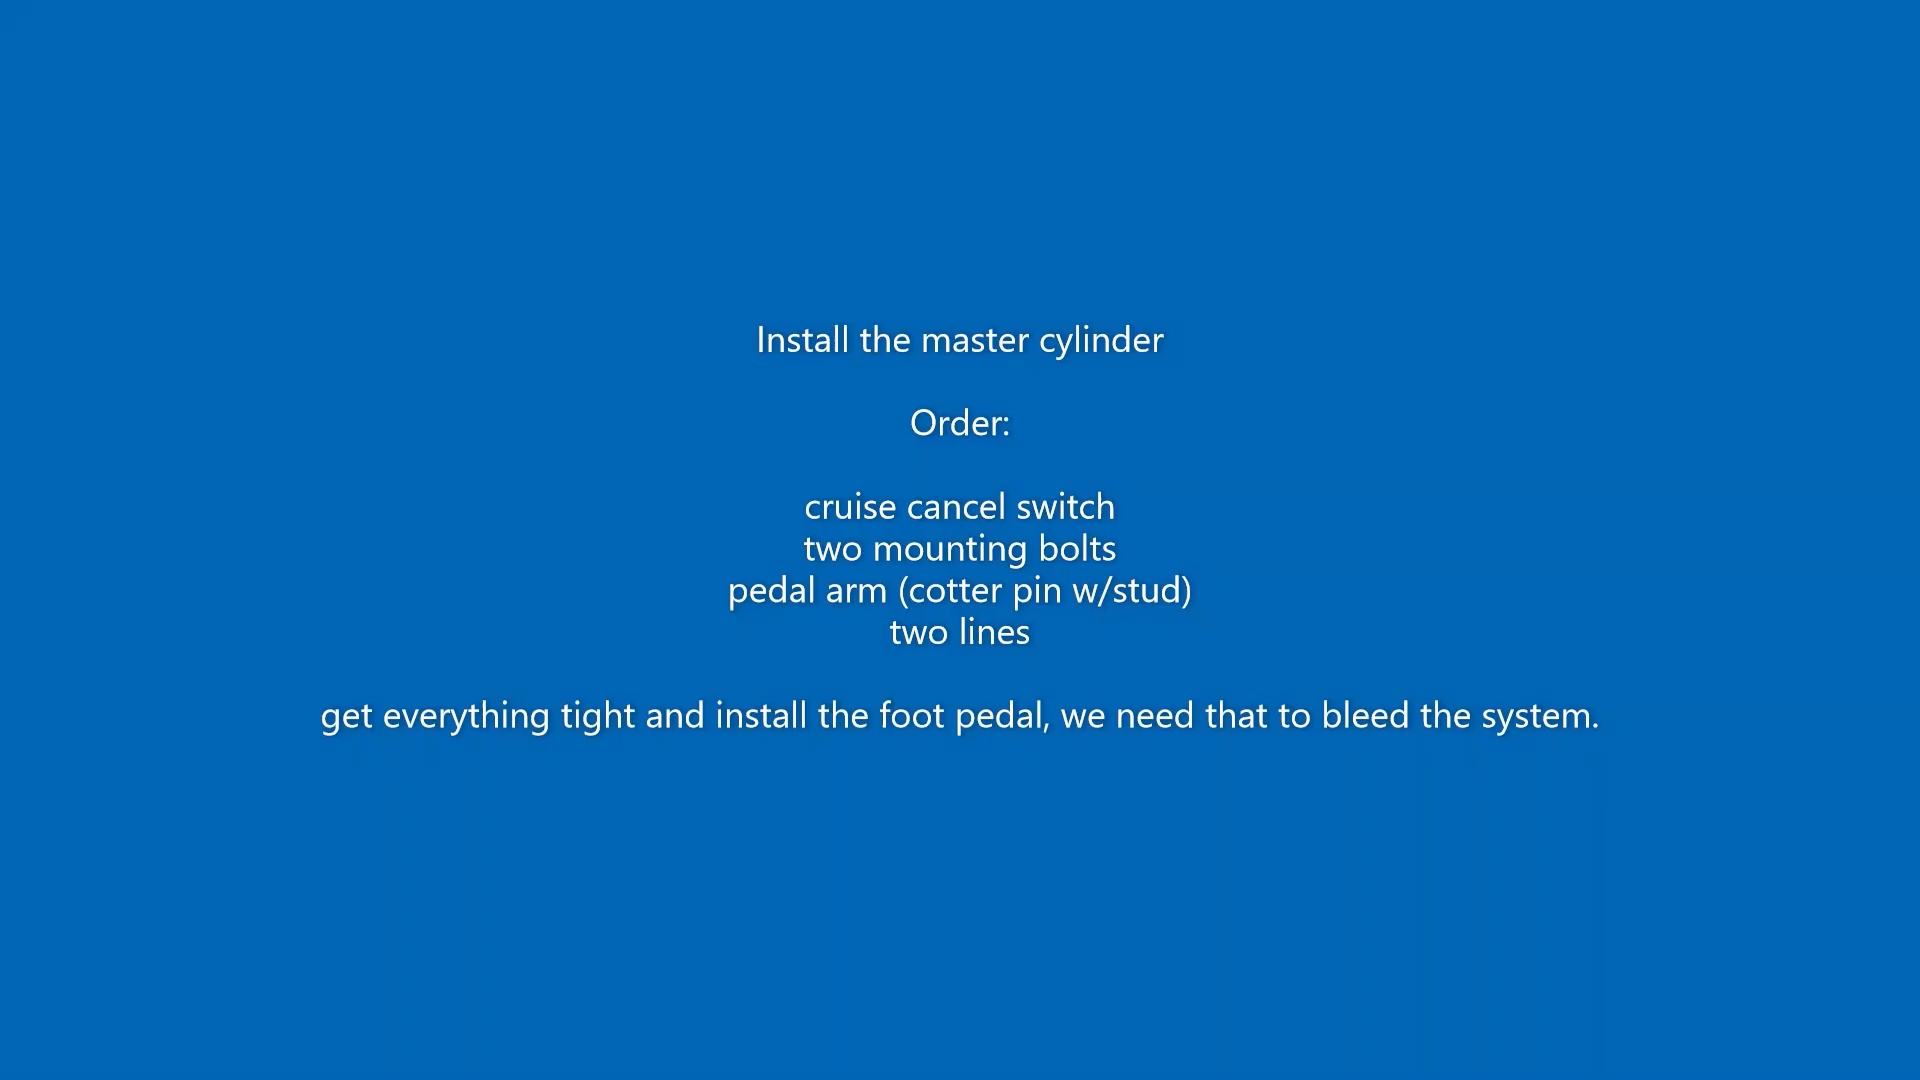 Install the master cylinder
Order:
cruise cancel switch
two mounting bolts
pedal arm (cotter pin w/stud)
two lines
get everything tight and install the foot pedal, we need that to bleed the system.